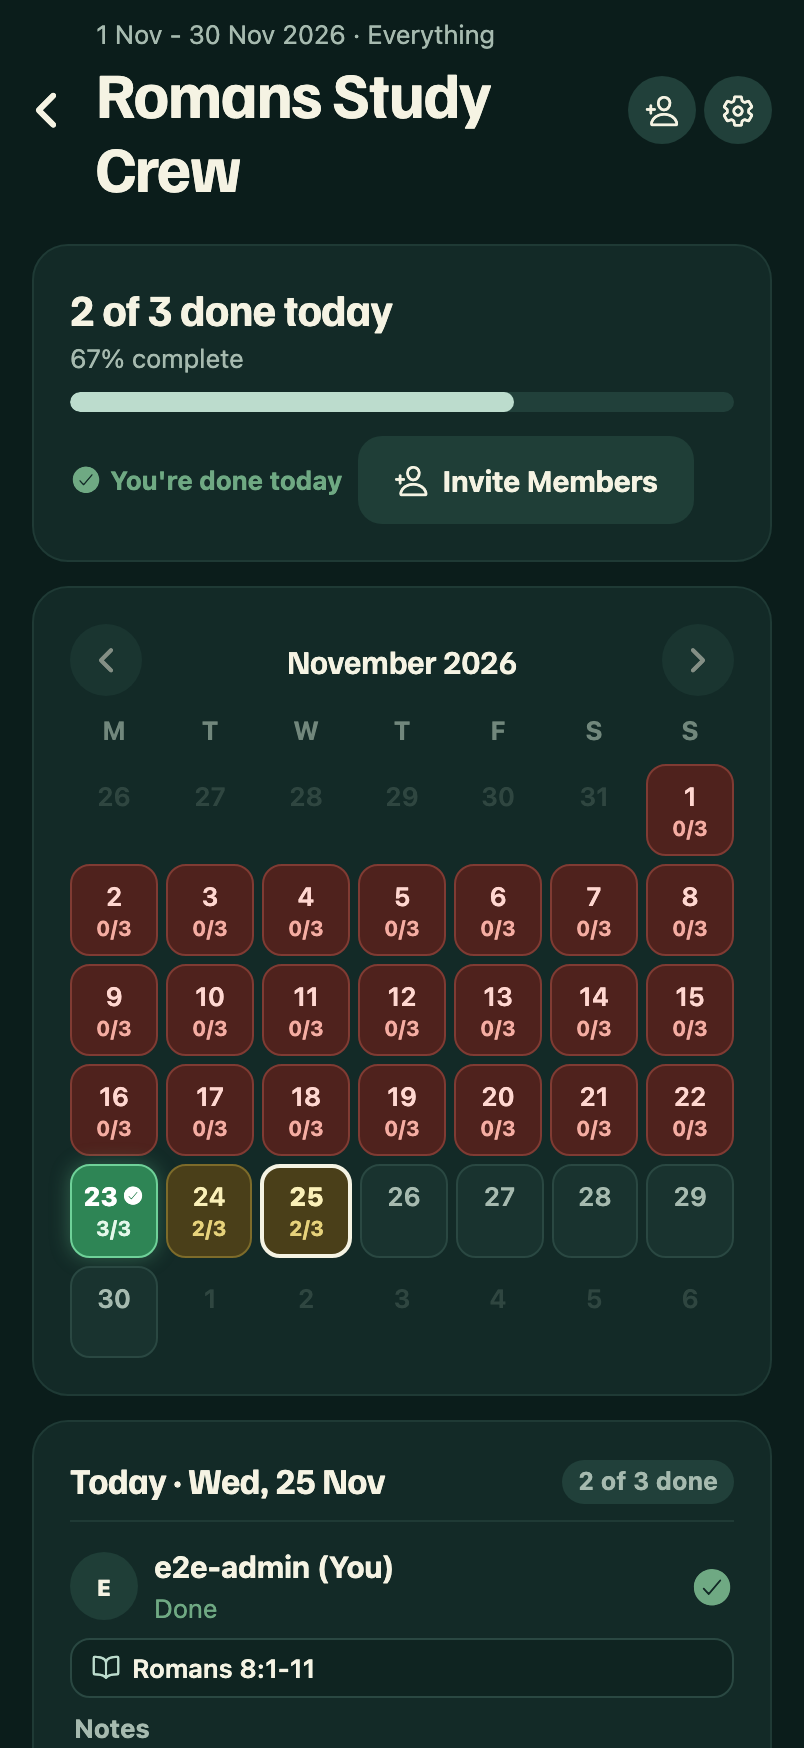 1 Nov - 30 Nov 2026 · Everything
Romans Study
Crew
2 of 3 done today
67% complete
You're done today
Invite Members
November 2026
M T W T F S S
26 27 28 29 30 31 1
0/3
2 3 4 5 6 7 8
0/3 0/3 0/3 0/3 0/3 0/3 0/3
9 10 11 12 13 14 15
0/3 0/3 0/3 0/3 0/3 0/3 0/3
16 17 18 19 20 21 22
0/3 0/3 0/3 0/3 0/3 0/3 0/3
23 24 25 26 27 28 29
3/3 2/3 2/3
30 1 2 3 4 5 6
Today · Wed, 25 Nov
2 of 3 done
E
e2e-admin (You)
Done
Romans 8:1-11
Notes